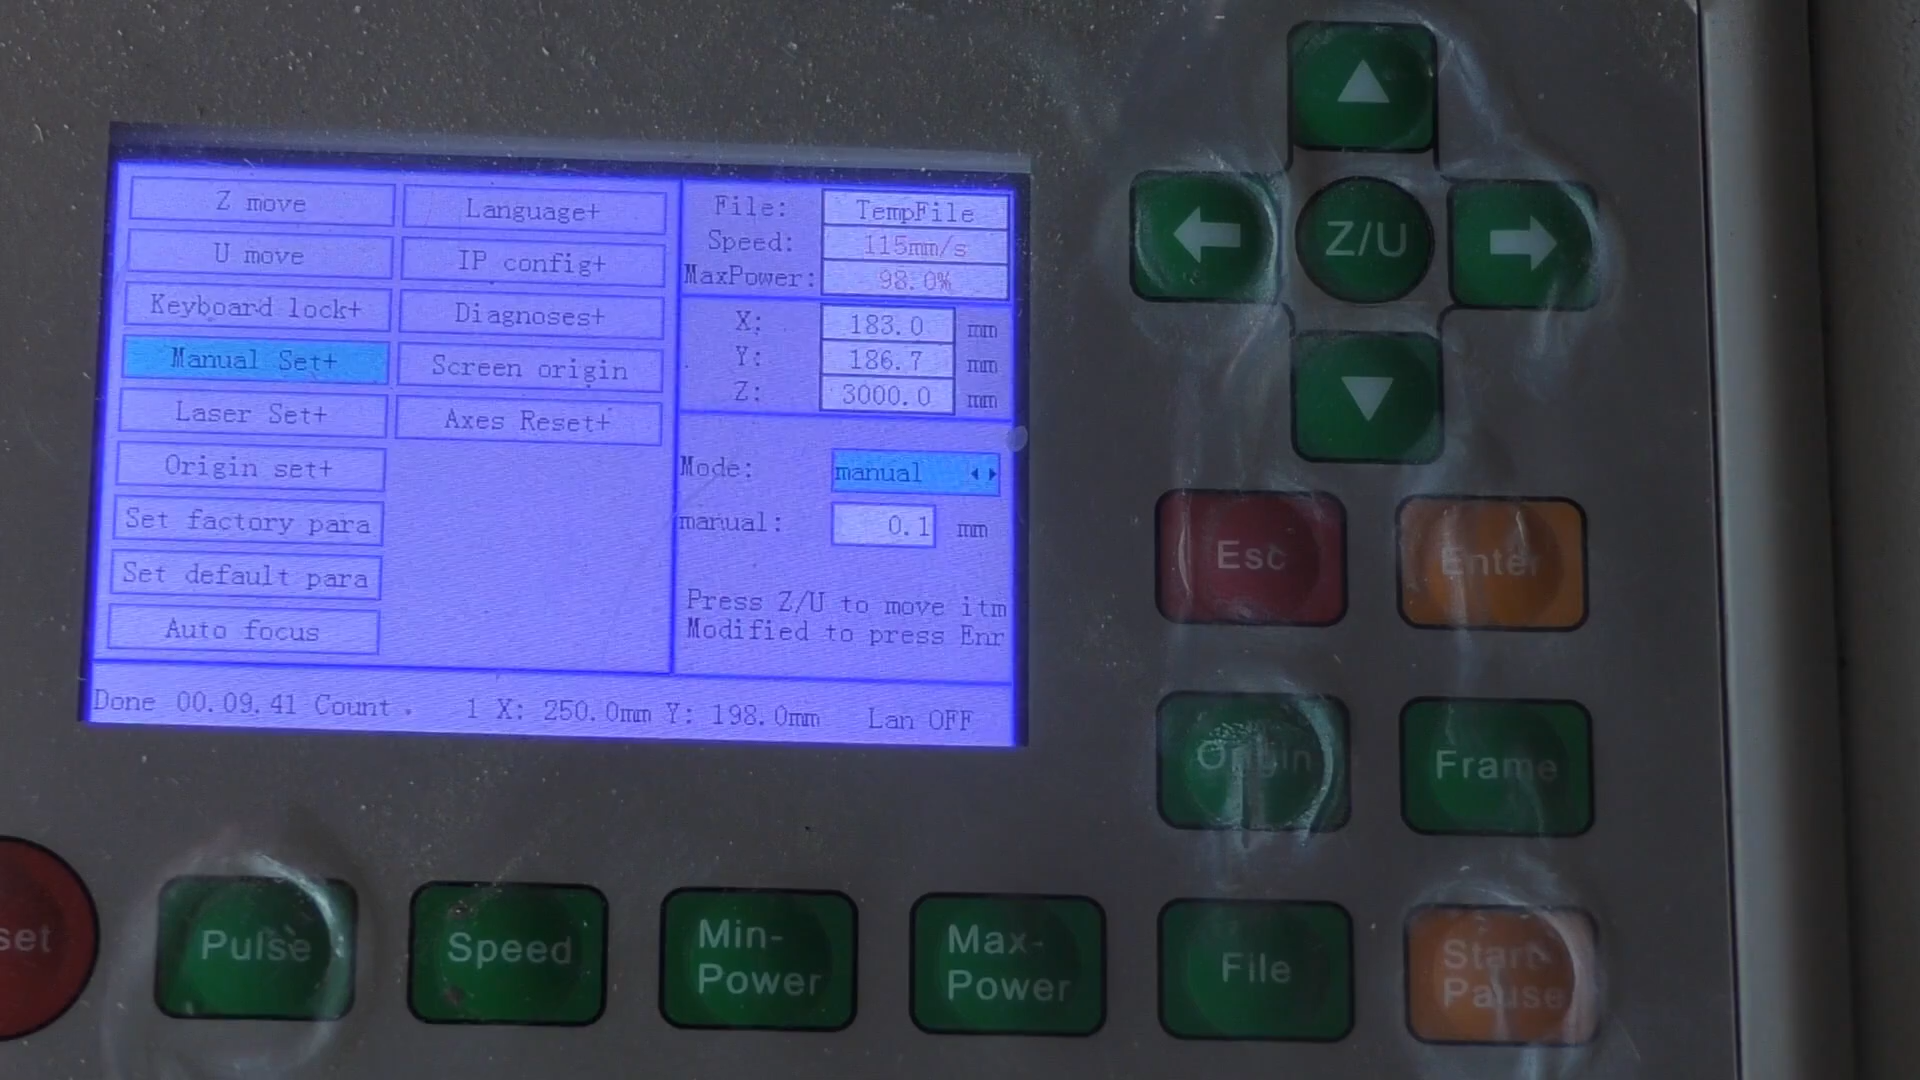 Z move
U move
Keyboard lock+
Manual Set+
Laser Set+
Origin set+
Set factory para
Set default para
Auto focus
Language+
IP config+
Diagnoses+
Screen origin
Axes Reset+
File: TempFile
Speed: 115mm/s
MaxPower: 98.0%
X: 183.0 mm
Y: 186.7 mm
Z: 3000.0 mm
Mode: manual
manual: 0.1 mm
Press Z/U to move itm
Modified to press Enr
Done 00.09.41 Count. 1 X: 250.0mm Y: 198.0mm Lan OFF
Z/U
Esc
Enter
Origin
Frame
set
Pulse
Speed
Min-
Power
Max-
Power
File
Start-
Pause